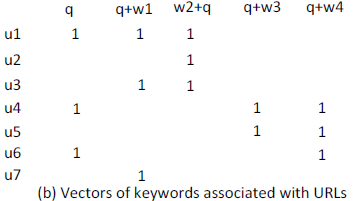 q q+w1 w2+q q+w3 q+w4
u1 1 1 1
u2 1
u3 1 1
u4 1 1 1
u5 1 1
u6 1 1
u7 1
(b) Vectors of keywords associated with URLs